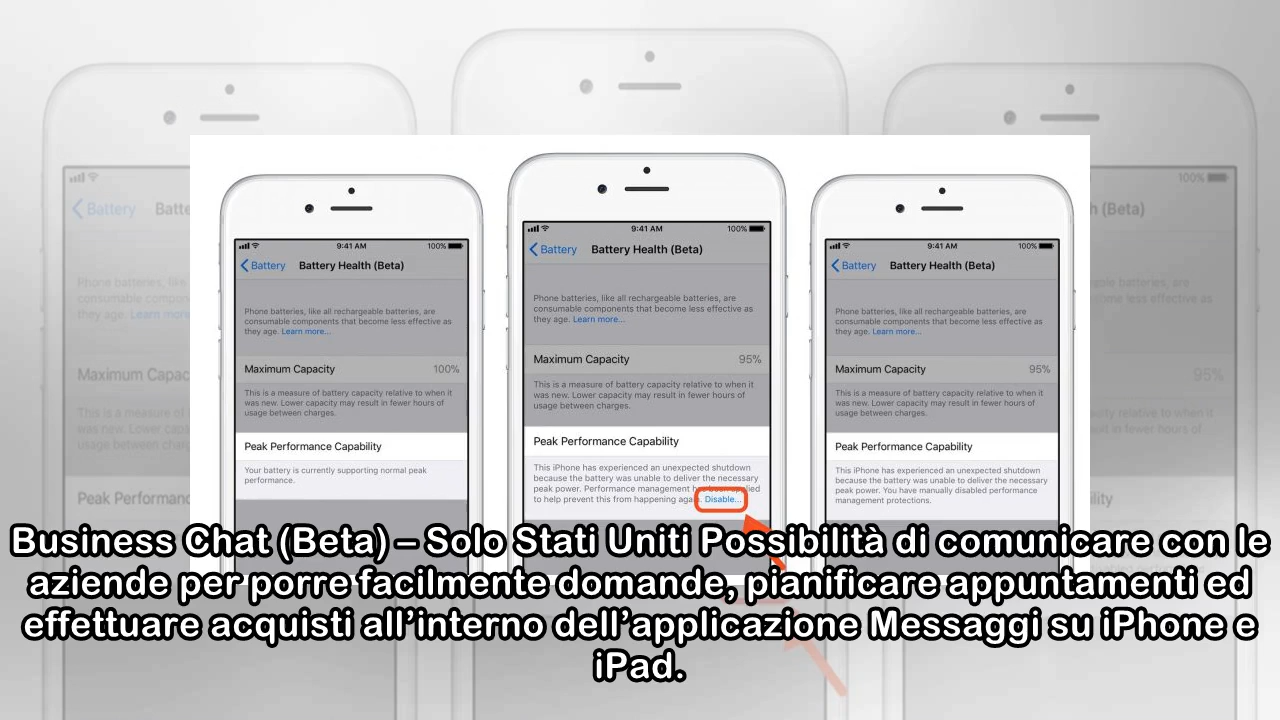 9:41 AM 100%
Battery Battery Health (Beta)
Phone batteries, like all rechargeable batteries, are
consumable components that become less effective as
they age. Learn more...
Maximum Capacity 100%
This is a measure of battery capacity relative to when it
was new. Lower capacity may result in fewer hours of
usage between charges.
Peak Performance Capability
Your battery is currently supporting normal peak
performance.
9:41 AM 100%
Battery Battery Health (Beta)
Phone batteries, like all rechargeable batteries, are
consumable components that become less effective as
they age. Learn more...
Maximum Capacity 95%
This is a measure of battery capacity relative to when it
was new. Lower capacity may result in fewer hours of
usage between charges.
Peak Performance Capability
This iPhone has experienced an unexpected shutdown
because the battery was unable to deliver the necessary
peak power. Performance management has been applied
to help prevent this from happening again. Disable...
9:41 AM 100%
Battery Battery Health (Beta)
Phone batteries, like all rechargeable batteries, are
consumable components that become less effective as
they age. Learn more...
Maximum Capacity 95%
This is a measure of battery capacity relative to when it
was new. Lower capacity may result in fewer hours of
usage between charges.
Peak Performance Capability
This iPhone has experienced an unexpected shutdown
because the battery was unable to deliver the necessary
peak power. You have manually disabled performance
management protections.
Business Chat (Beta) – Solo Stati Uniti Possibilità di comunicare con le
aziende per porre facilmente domande, pianificare appuntamenti ed
effettuare acquisti all’interno dell’applicazione Messaggi su iPhone e
iPad.